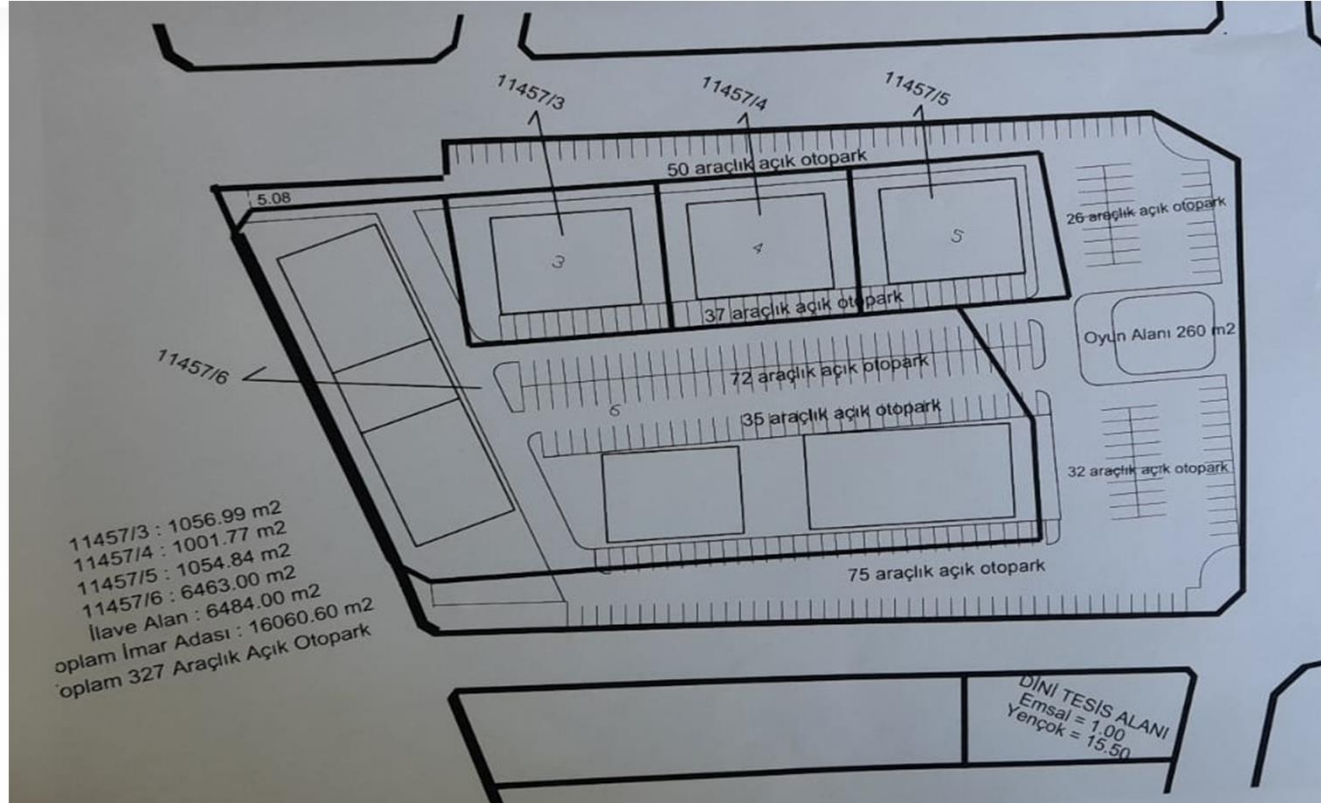 11457/3
11457/4
11457/5
50 araçlık açık otopark
5.08
26 araçlık açık otopark
3
4
5
37 araçlık açık otopark
Oyun Alanı 260 m2
11457/6
72 araçlık açık otopark
6
35 araçlık açık otopark
32 araçlık açık otopark
75 araçlık açık otopark
11457/3 : 1056.99 m2
11457/4 : 1001.77 m2
11457/5 : 1054.84 m2
11457/6 : 6463.00 m2
İlave Alan : 6484.00 m2
oplam İmar Adası : 16060.60 m2
oplam 327 Araçlık Açık Otopark
DİNİ TESİS ALANI
Emsal = 1.00
Yençok = 15.50